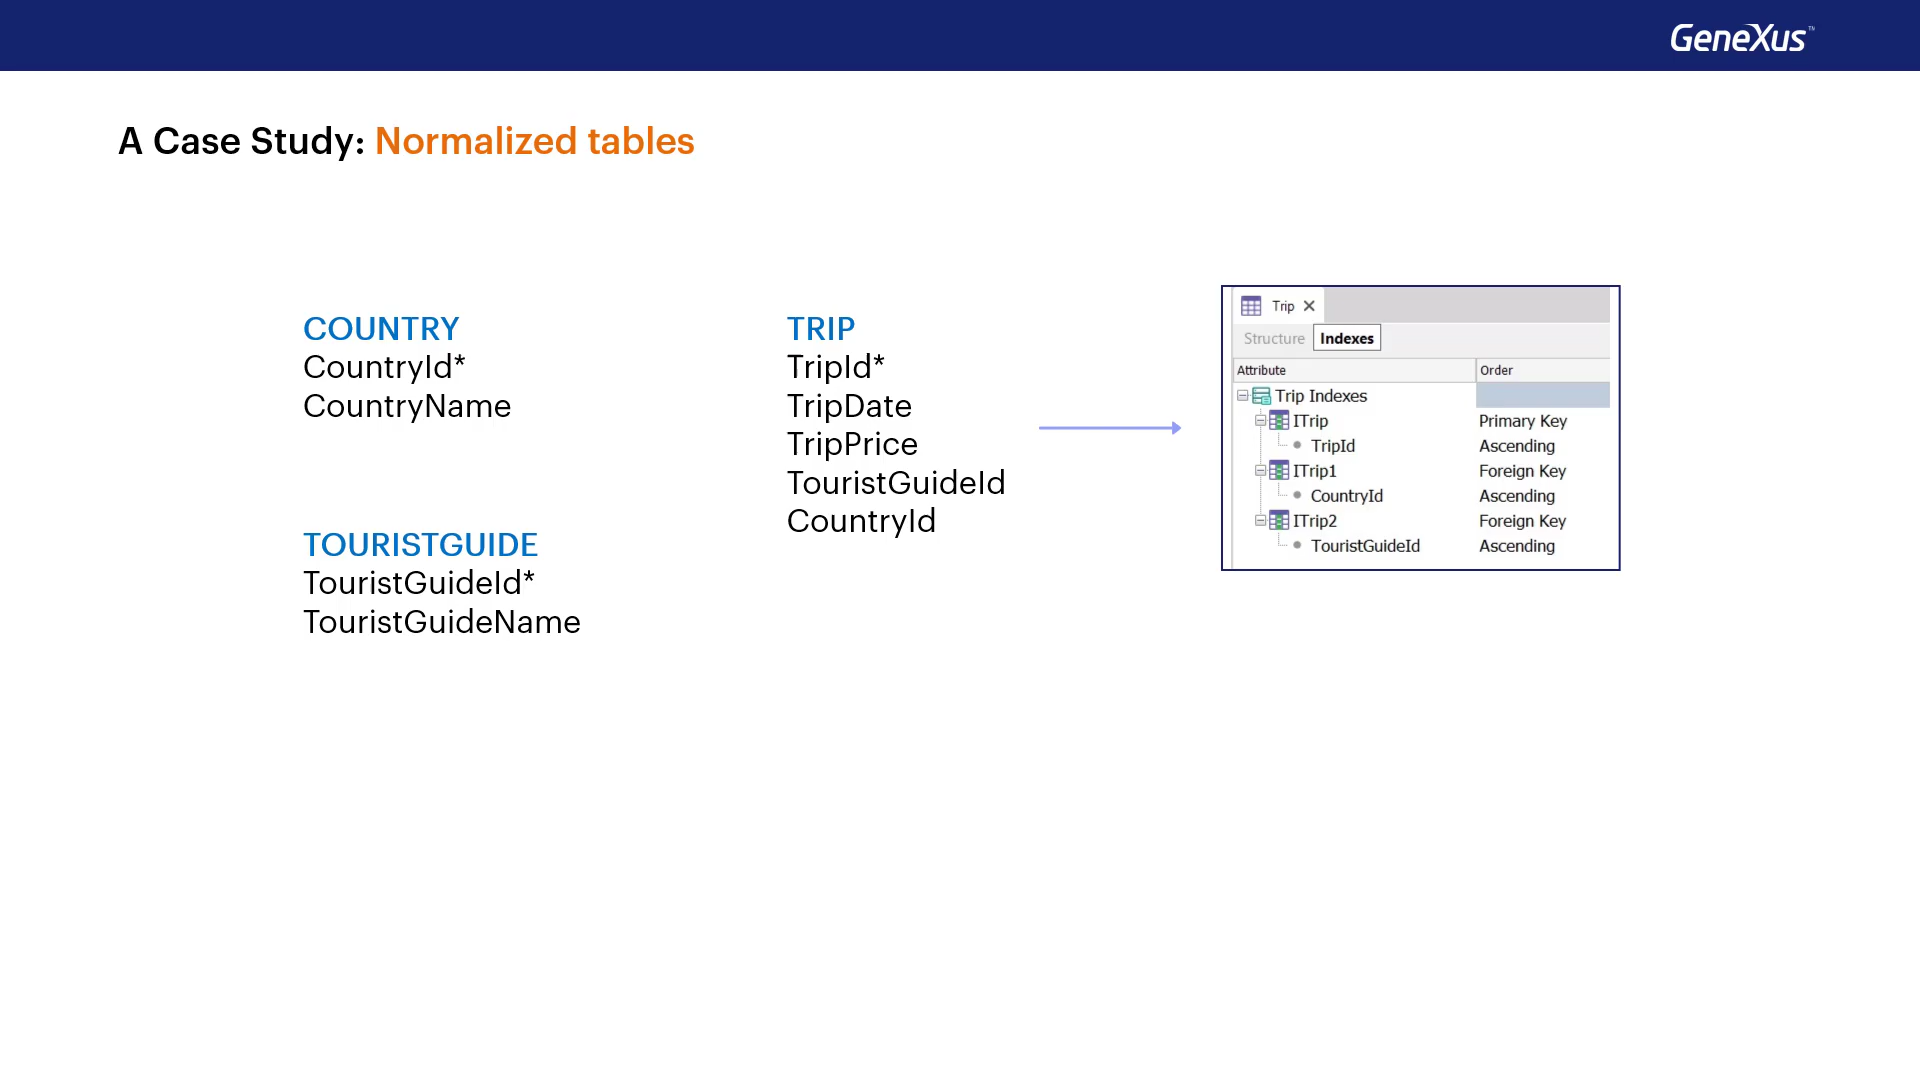 GeneXus™
A Case Study: Normalized tables
COUNTRY
CountryId*
CountryName
TOURISTGUIDE
TouristGuideId*
TouristGuideName
TRIP
TripId*
TripDate
TripPrice
TouristGuideId
CountryId
Trip
Structure Indexes
Attribute Order
Trip Indexes
ITrip Primary Key
TripId Ascending
ITrip1 Foreign Key
CountryId Ascending
ITrip2 Foreign Key
TouristGuideId Ascending